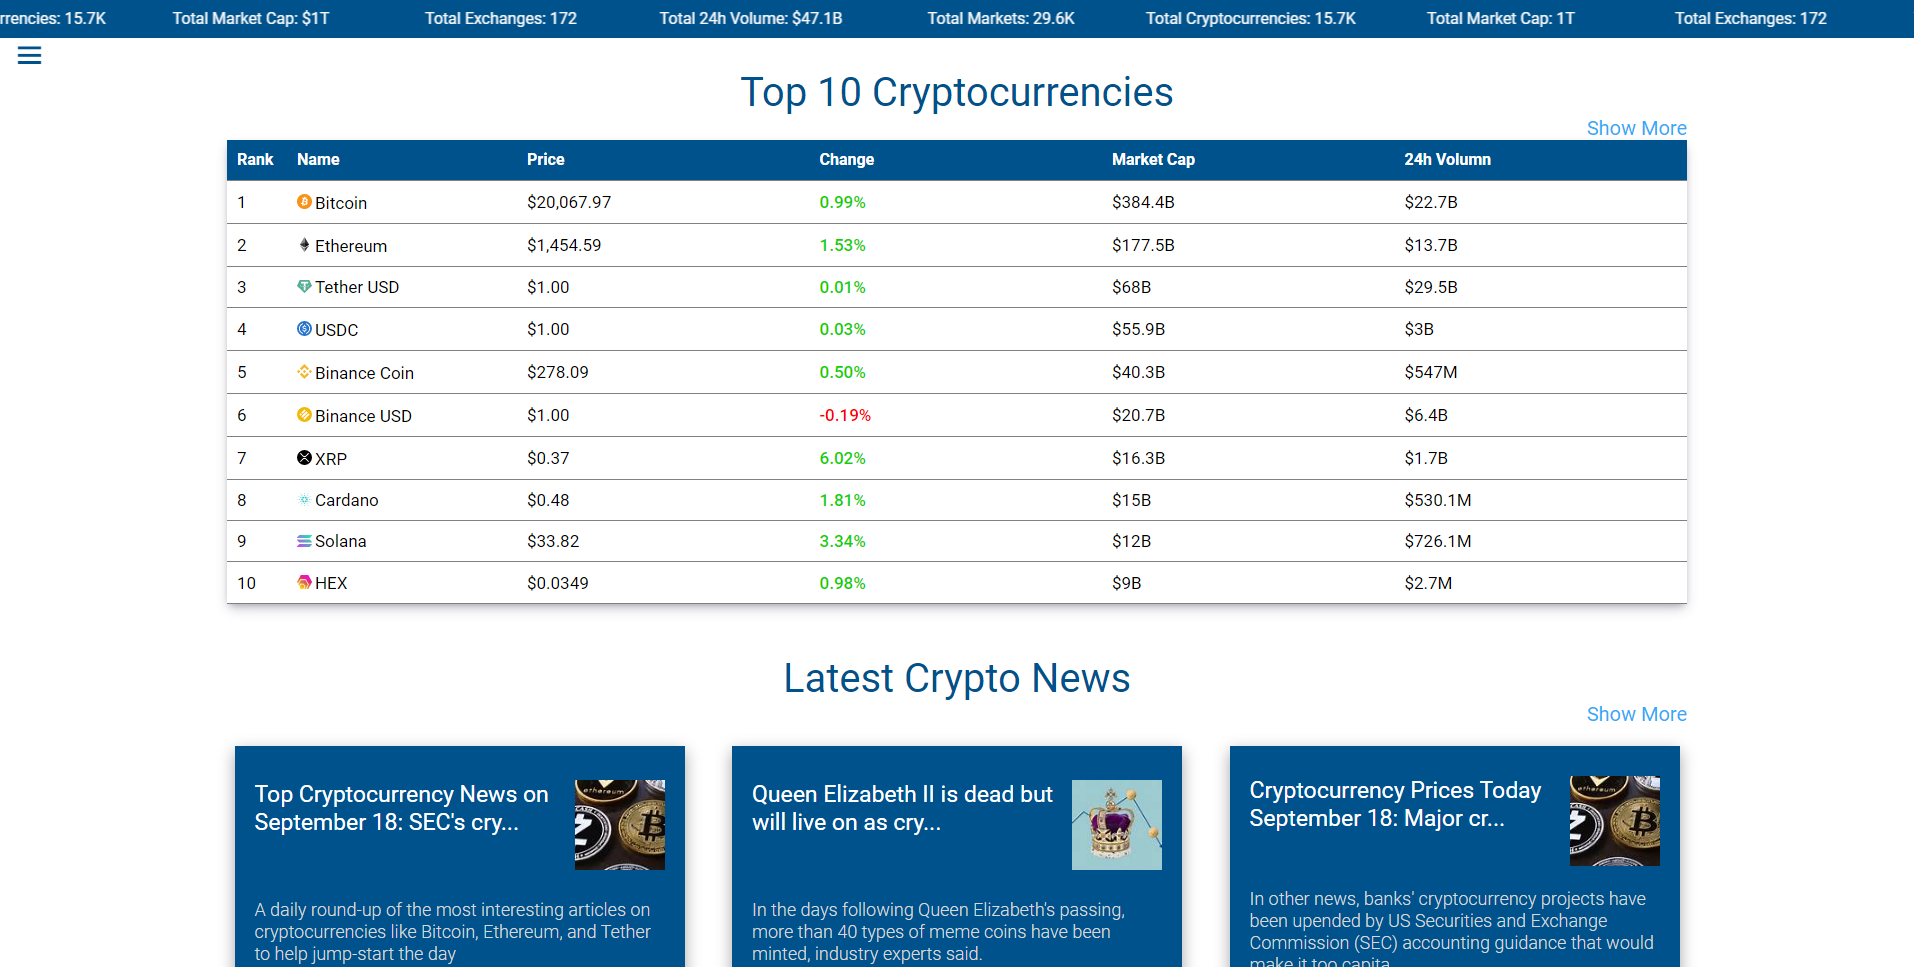 rrencies: 15.7K Total Market Cap: $1T Total Exchanges: 172 Total 24h Volume: $47.1B Total Markets: 29.6K Total Cryptocurrencies: 15.7K Total Market Cap: 1T Total Exchanges: 172
Top 10 Cryptocurrencies
Show More
Rank Name Price Change Market Cap 24h Volumn
1 Bitcoin $20,067.97 0.99% $384.4B $22.7B
2 Ethereum $1,454.59 1.53% $177.5B $13.7B
3 Tether USD $1.00 0.01% $68B $29.5B
4 USDC $1.00 0.03% $55.9B $3B
5 Binance Coin $278.09 0.50% $40.3B $547M
6 Binance USD $1.00 -0.19% $20.7B $6.4B
7 XRP $0.37 6.02% $16.3B $1.7B
8 Cardano $0.48 1.81% $15B $530.1M
9 Solana $33.82 3.34% $12B $726.1M
10 HEX $0.0349 0.98% $9B $2.7M
Latest Crypto News
Show More
Top Cryptocurrency News on
September 18: SEC's cry...
ethereum
A daily round-up of the most interesting articles on
cryptocurrencies like Bitcoin, Ethereum, and Tether
to help jump-start the day
Queen Elizabeth II is dead but
will live on as cry...
In the days following Queen Elizabeth's passing,
more than 40 types of meme coins have been
minted, industry experts said.
Cryptocurrency Prices Today
September 18: Major cr...
ethereum
In other news, banks' cryptocurrency projects have
been upended by US Securities and Exchange
Commission (SEC) accounting guidance that would
make it too capita